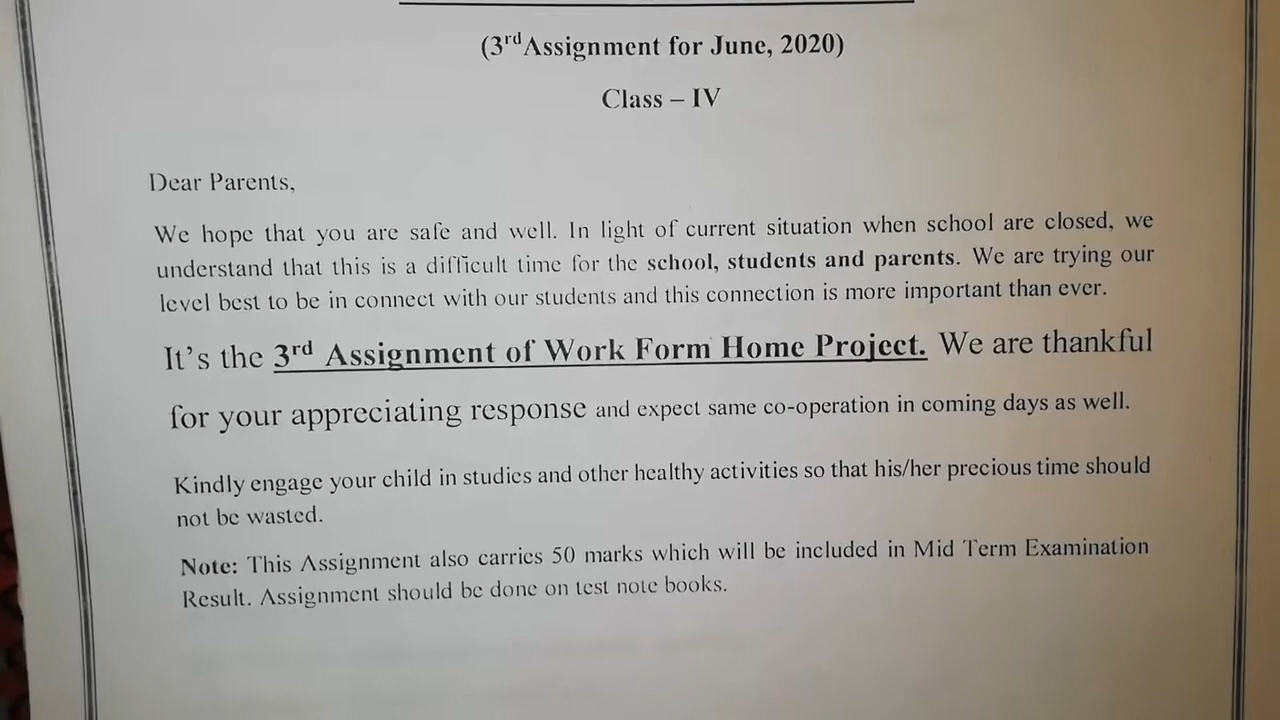 (3rd Assignment for June, 2020)
Class – IV
Dear Parents,
We hope that you are safe and well. In light of current situation when school are closed, we
understand that this is a difficult time for the school, students and parents. We are trying our
level best to be in connect with our students and this connection is more important than ever.
It's the 3rd Assignment of Work Form Home Project. We are thankful
for your appreciating response and expect same co-operation in coming days as well.
Kindly engage your child in studies and other healthy activities so that his/her precious time should
not be wasted.
Note: This Assignment also carries 50 marks which will be included in Mid Term Examination
Result. Assignment should be done on test note books.